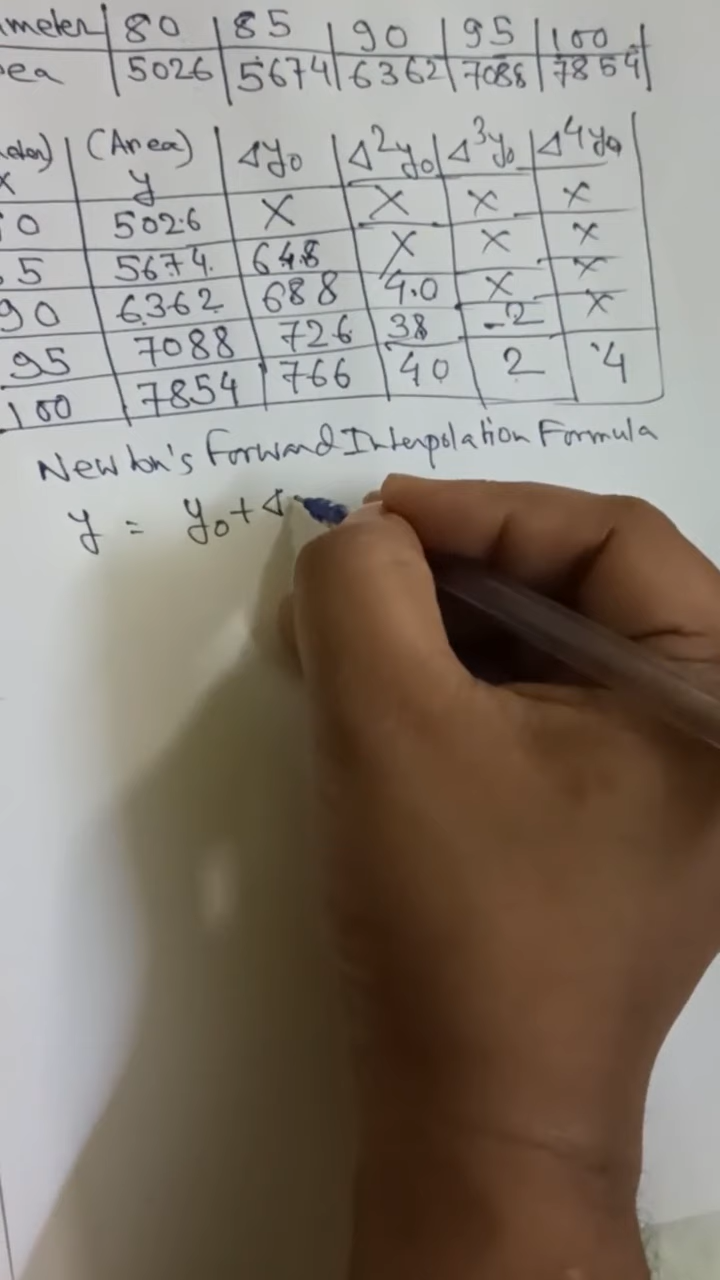 meter 80 85 90 95 100
ea 5026 5674 6362 7088 7854
(Area) Δy₀ Δ²y₀ Δ³y₀ Δ⁴y₀
x y
0 5026 X X X X
5 5674 648 X X X
90 6362 688 40 X X
95 7088 726 38 -2 X
100 7854 766 40 2 4
Newton's Forward Interpolation Formula
y = y₀ + Δ